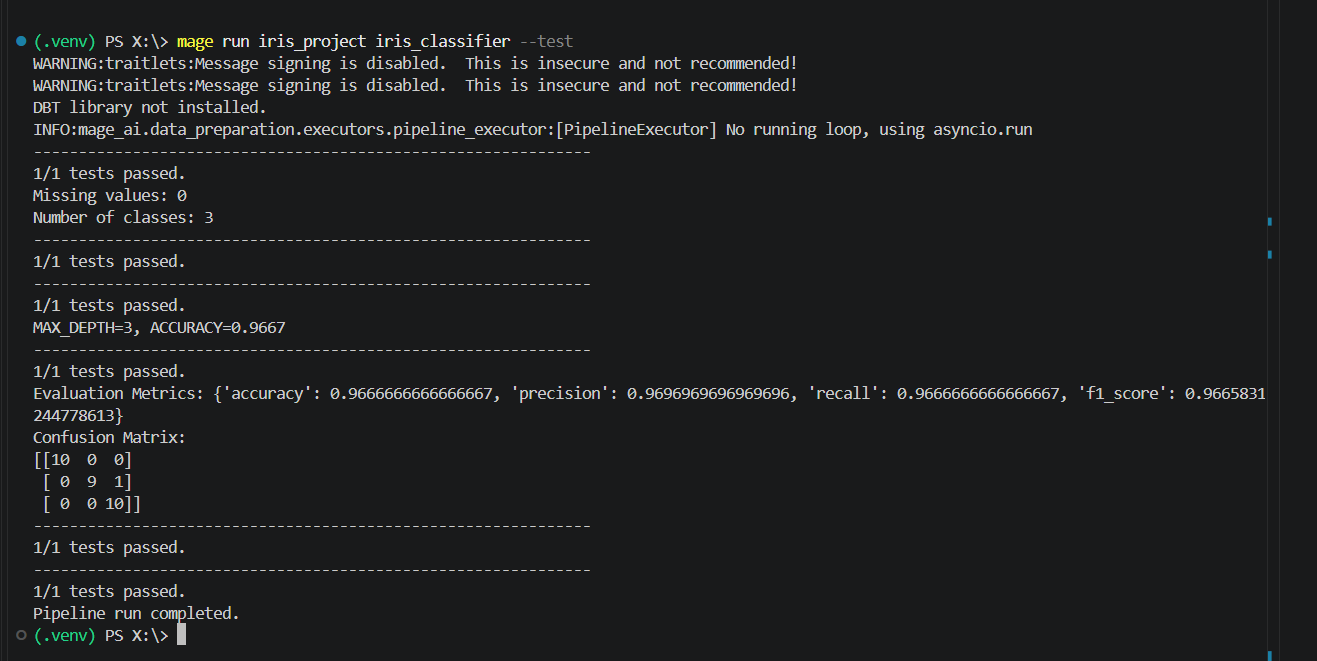 (.venv) PS X:\> mage run iris_project iris_classifier --test
WARNING:traitlets:Message signing is disabled.  This is insecure and not recommended!
WARNING:traitlets:Message signing is disabled.  This is insecure and not recommended!
DBT library not installed.
INFO:mage_ai.data_preparation.executors.pipeline_executor:[PipelineExecutor] No running loop, using asyncio.run
--------------------------------------------------------------
1/1 tests passed.
Missing values: 0
Number of classes: 3
--------------------------------------------------------------
1/1 tests passed.
--------------------------------------------------------------
1/1 tests passed.
MAX_DEPTH=3, ACCURACY=0.9667
--------------------------------------------------------------
1/1 tests passed.
Evaluation Metrics: {'accuracy': 0.9666666666666667, 'precision': 0.9696969696969696, 'recall': 0.9666666666666667, 'f1_score': 0.9665831
244778613}
Confusion Matrix:
[[10  0  0]
 [ 0  9  1]
 [ 0  0 10]]
--------------------------------------------------------------
1/1 tests passed.
--------------------------------------------------------------
1/1 tests passed.
Pipeline run completed.
(.venv) PS X:\>